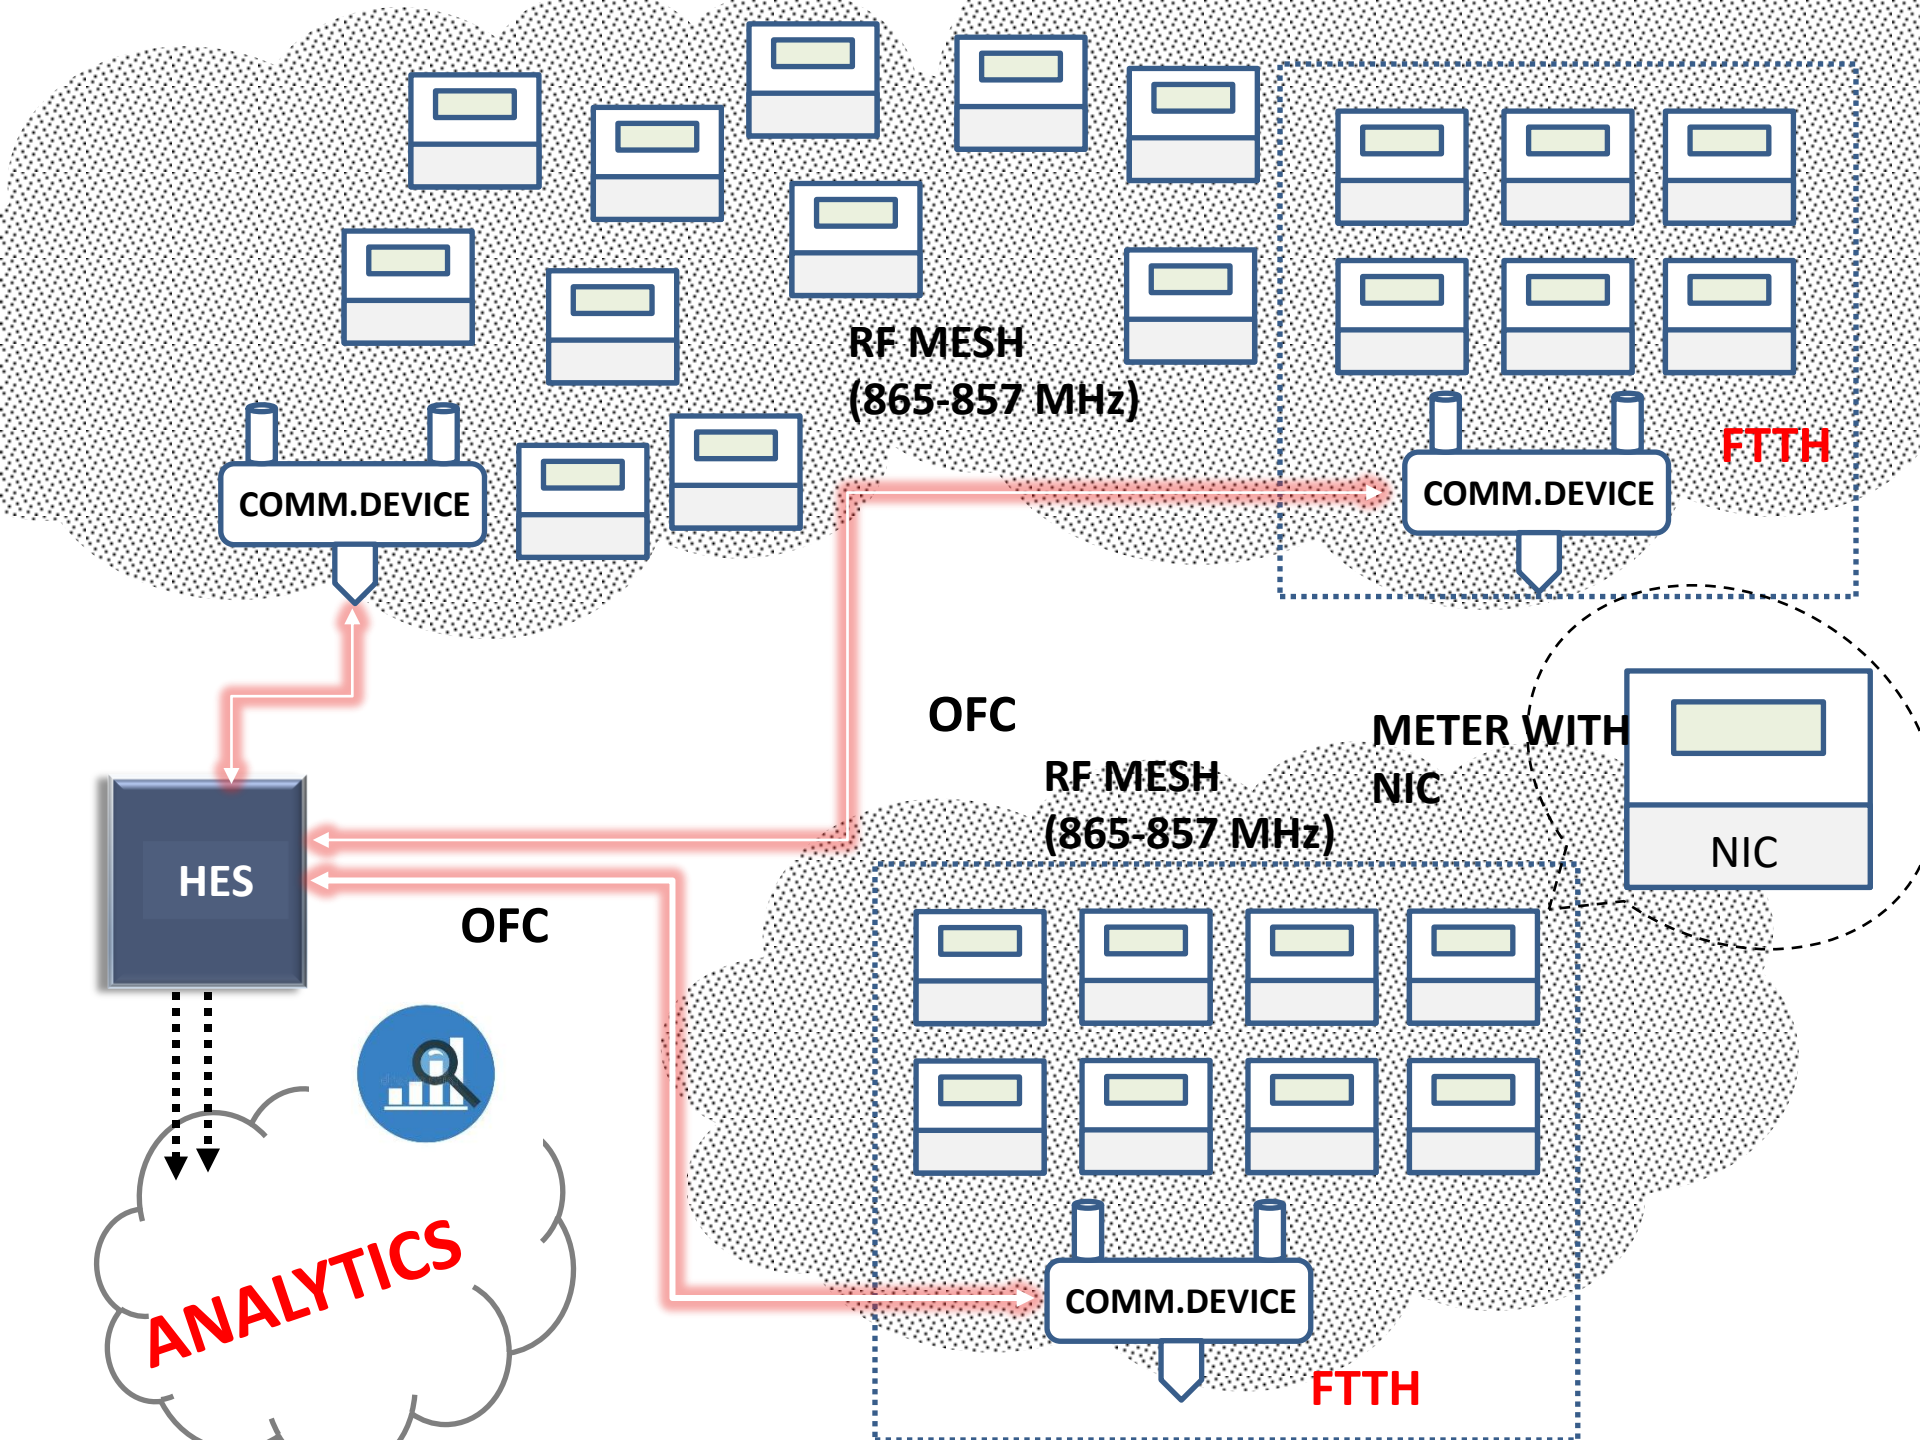 RF MESH
(865-857 MHz)
FTTH
COMM.DEVICE
COMM.DEVICE
OFC
METER WITH
NIC
RF MESH
(865-857 MHz)
NIC
HES
OFC
ANALYTICS
COMM.DEVICE
FTTH